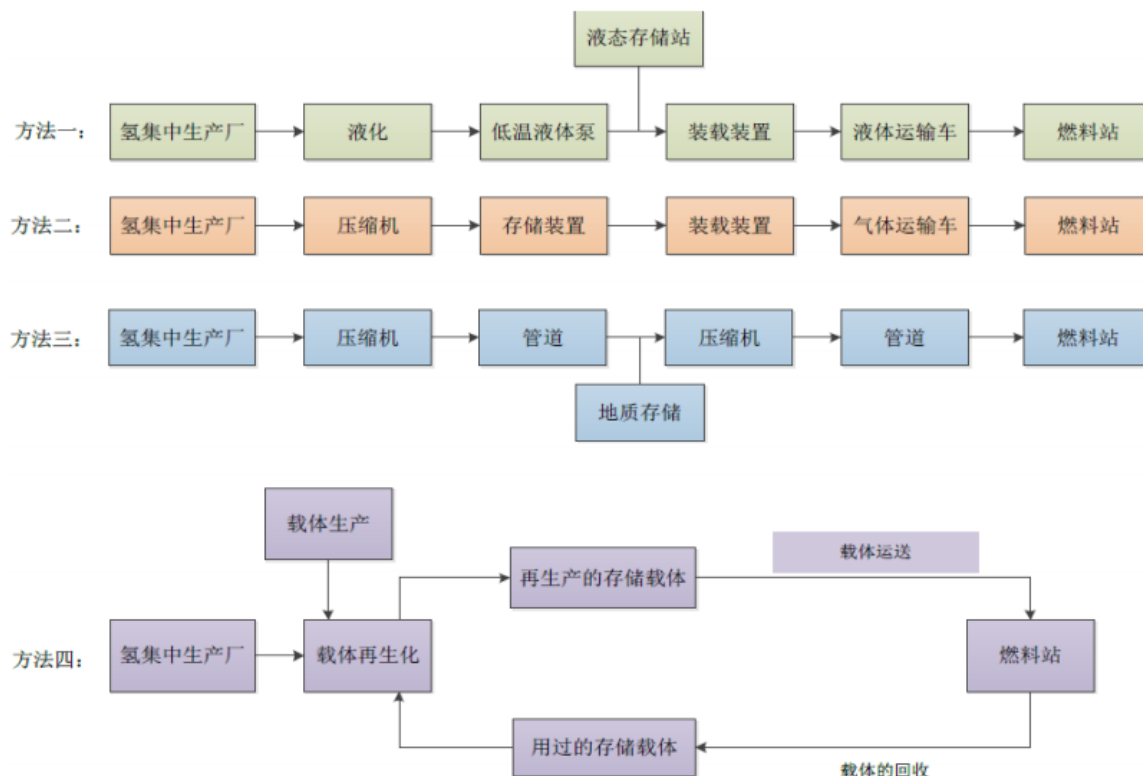 液态存储站
方法一： 氢集中生产厂 液化 低温液体泵 装载装置 液体运输车 燃料站
方法二： 氢集中生产厂 压缩机 存储装置 装载装置 气体运输车 燃料站
方法三： 氢集中生产厂 压缩机 管道 压缩机 管道 燃料站
地质存储
载体生产
再生产的存储载体 载体运送
方法四： 氢集中生产厂 载体再生化 燃料站
用过的存储载体
载体的回收